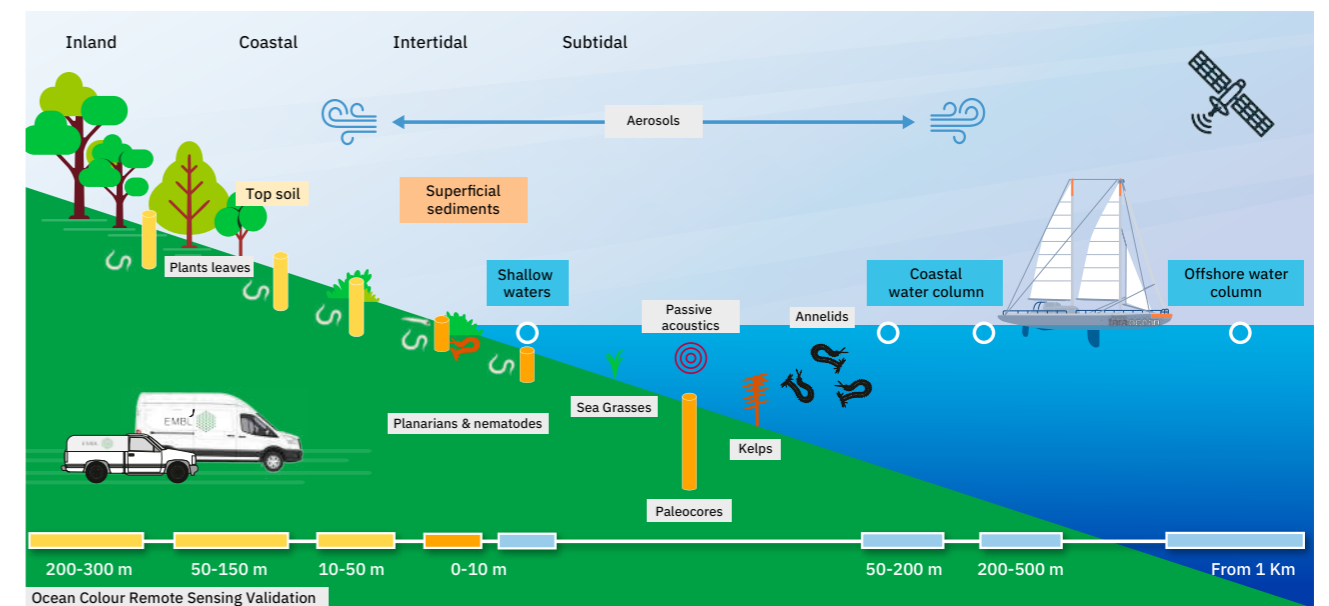 Inland
Coastal
Intertidal
Subtidal
Aerosols
Top soil
Superficial
sediments
Plants leaves
Shallow
waters
Passive
acoustics
Annelids
Coastal
water column
Offshore water
column
Sea Grasses
Planarians & nematodes
Kelps
Paleocores
EMBL
EMBL
200-300 m
50-150 m
10-50 m
0-10 m
50-200 m
200-500 m
From 1 Km
Ocean Colour Remote Sensing Validation